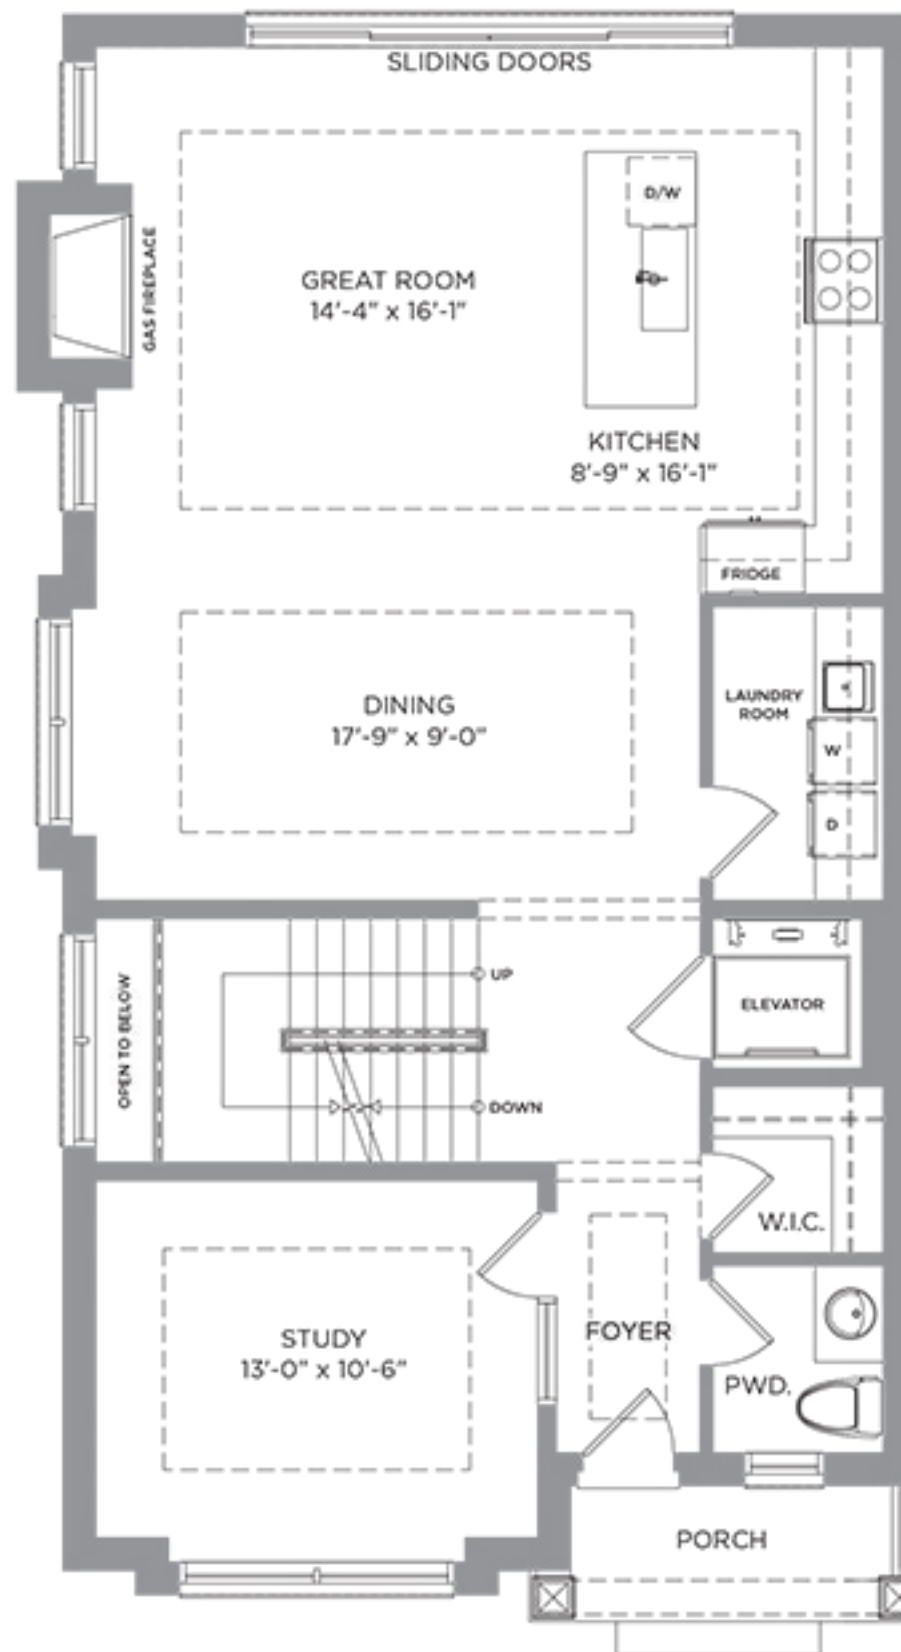 SLIDING DOORS
D/W
GREAT ROOM
14'-4" x 16'-1"
GAS FIREPLACE
KITCHEN
8'-9" x 16'-1"
FRIDGE
DINING
17'-9" x 9'-0"
LAUNDRY
ROOM
W
D
UP
OPEN TO BELOW
ELEVATOR
DOWN
W.I.C.
STUDY
13'-0" x 10'-6"
FOYER
PWD.
PORCH